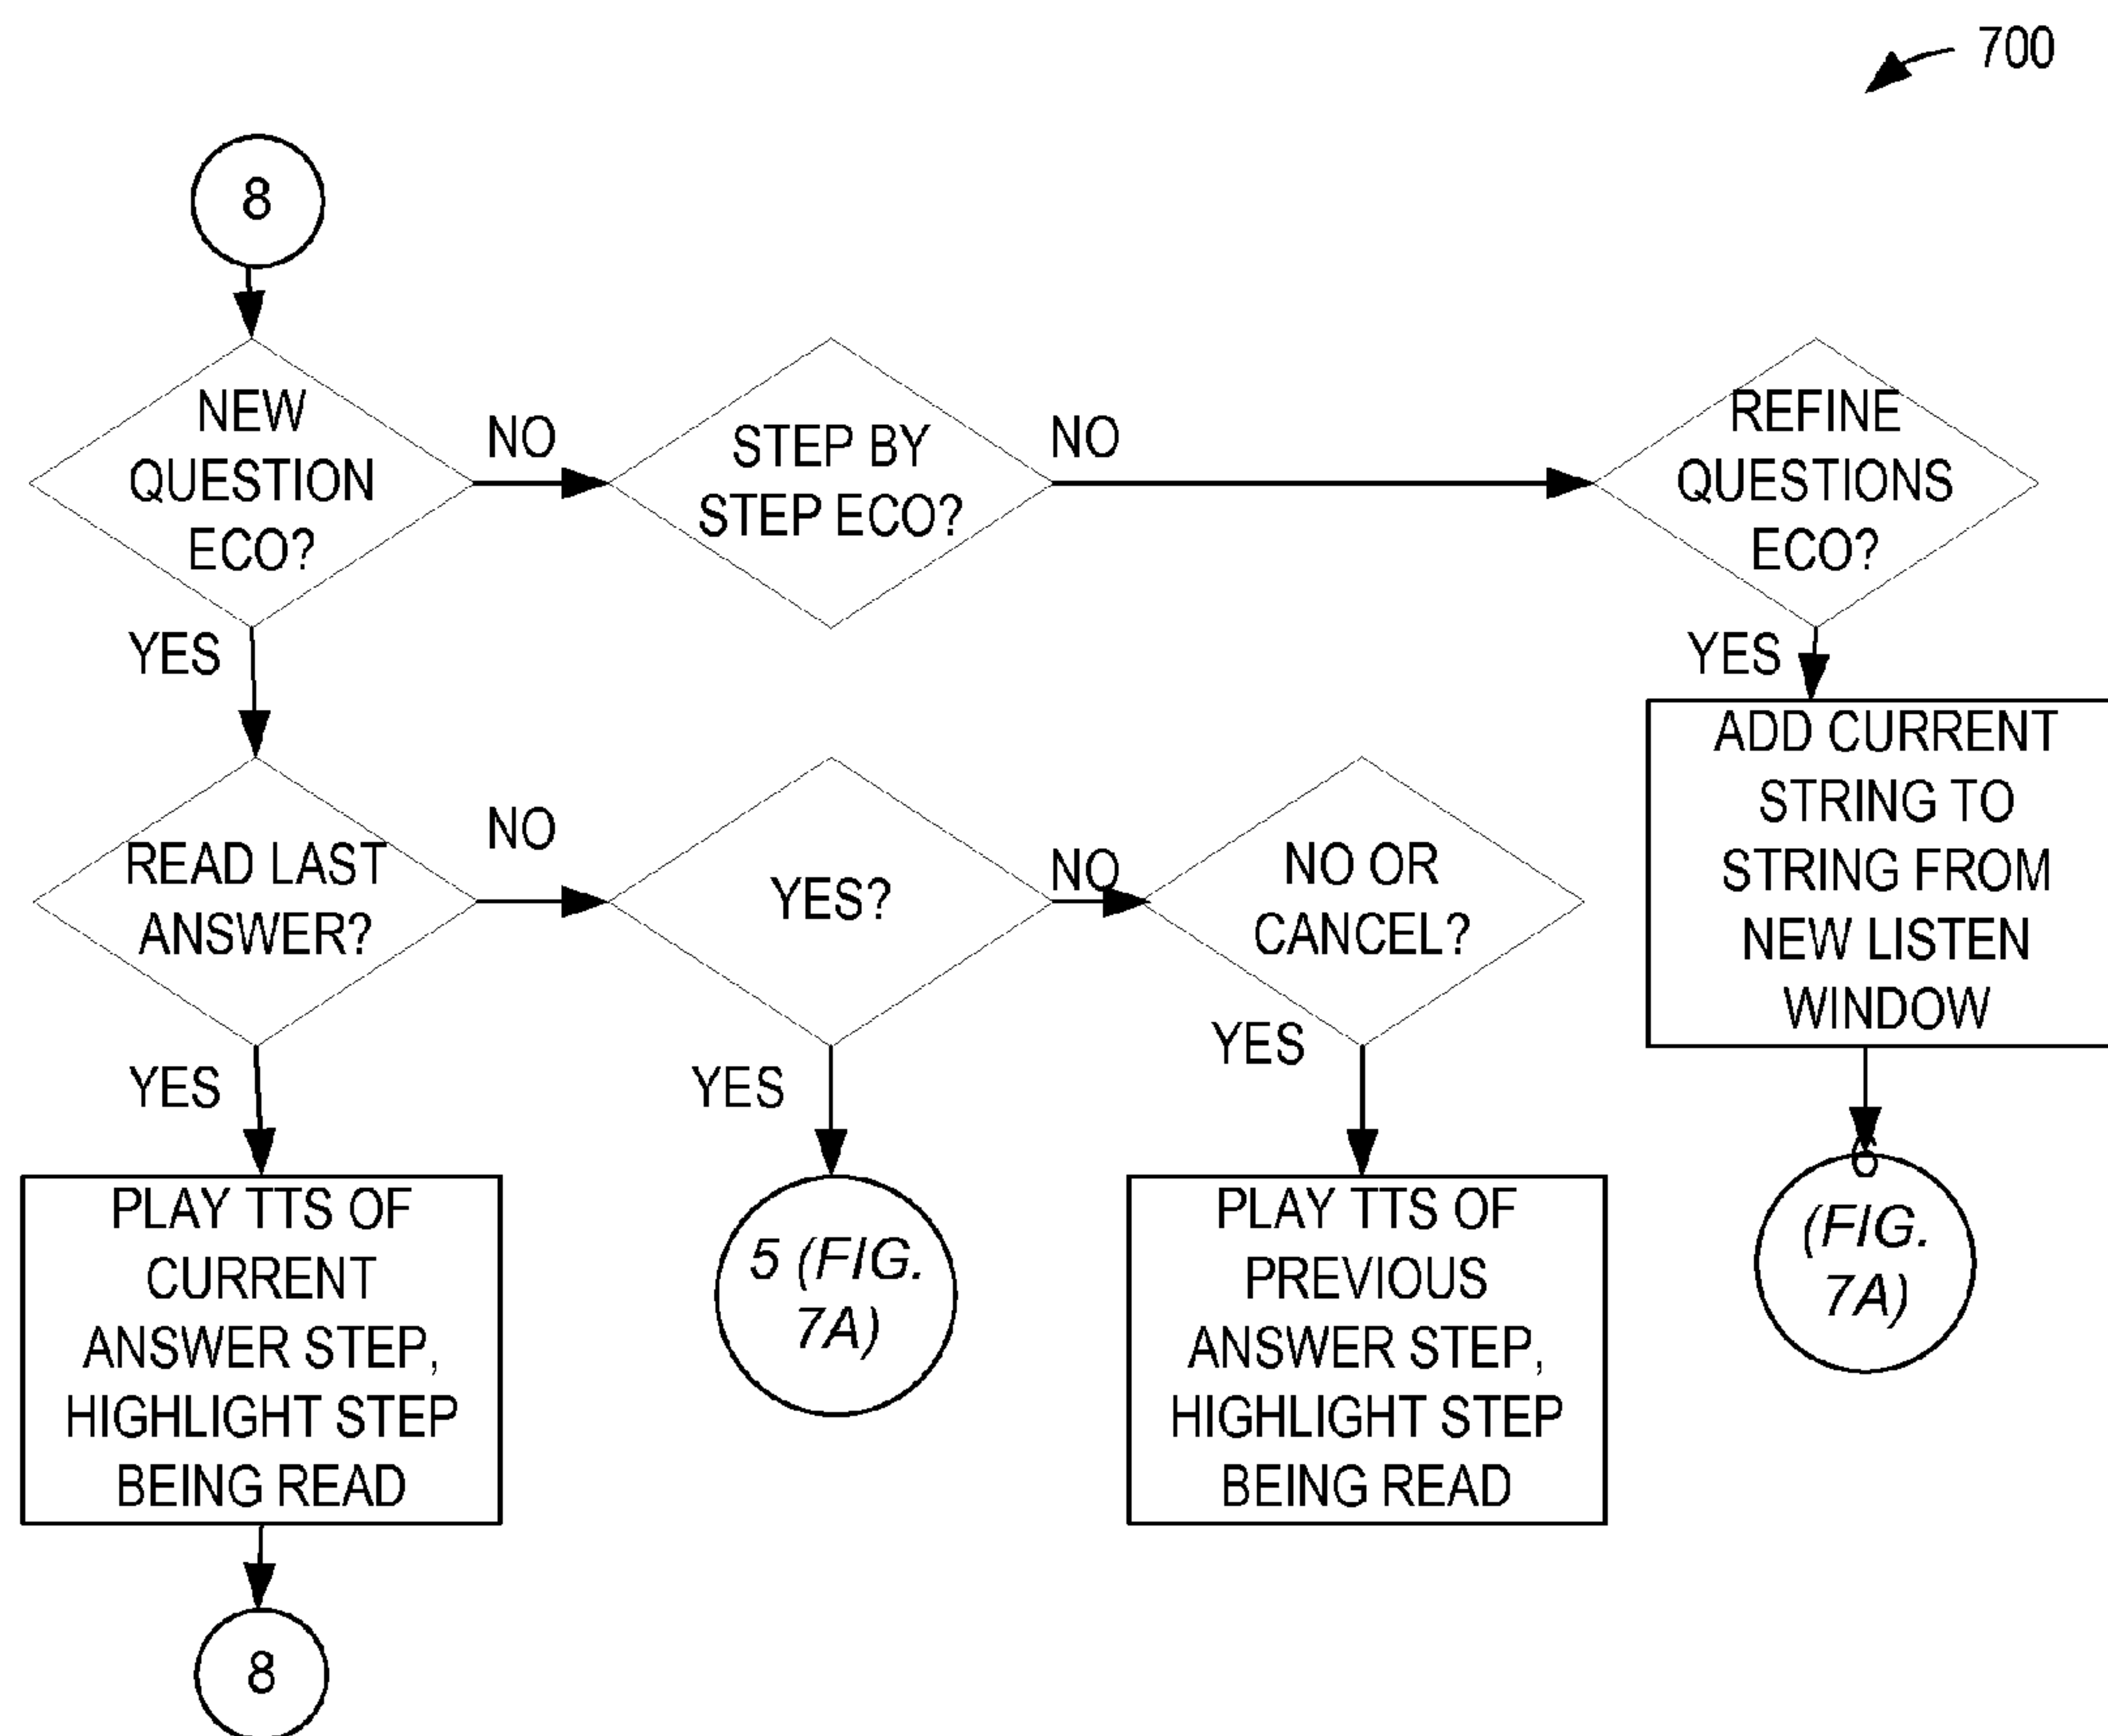 700
8
NEW
QUESTION
ECO?
NO
STEP BY
STEP ECO?
NO
REFINE
QUESTIONS
ECO?
YES
YES
ADD CURRENT
STRING TO
STRING FROM
NEW LISTEN
WINDOW
READ LAST
ANSWER?
NO
YES?
NO
NO OR
CANCEL?
YES
YES
YES
PLAY TTS OF
CURRENT
ANSWER STEP,
HIGHLIGHT STEP
BEING READ
5 (FIG.
7A)
PLAY TTS OF
PREVIOUS
ANSWER STEP,
HIGHLIGHT STEP
BEING READ
6
(FIG.
7A)
8